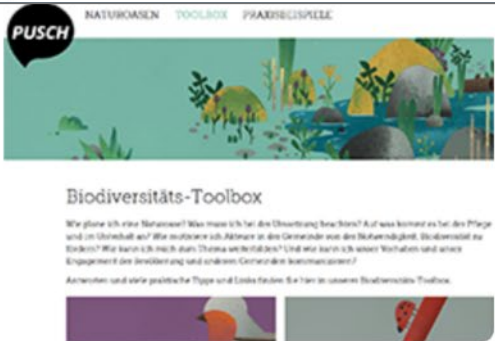 PUSCH
NATUROASEN TOOLBOX PRAXISBEISPIELE
Biodiversitäts-Toolbox
Wie plane ich eine Naturoase? Was muss ich bei der Umsetzung beachten? Auf was kommt es bei der Pflege
und im Unterhalt an? Wie motiviere ich Akteure in der Gemeinde von der Notwendigkeit, Biodiversität zu
fördern? Wie kann ich mich zum Thema weiterbilden? Und wie kann ich unser Vorhaben und unser
Engagement der Bevölkerung und anderen Gemeinden kommunizieren?
Antworten und viele praktische Tipps und Links finden Sie hier in unserer Biodiversitäts-Toolbox.